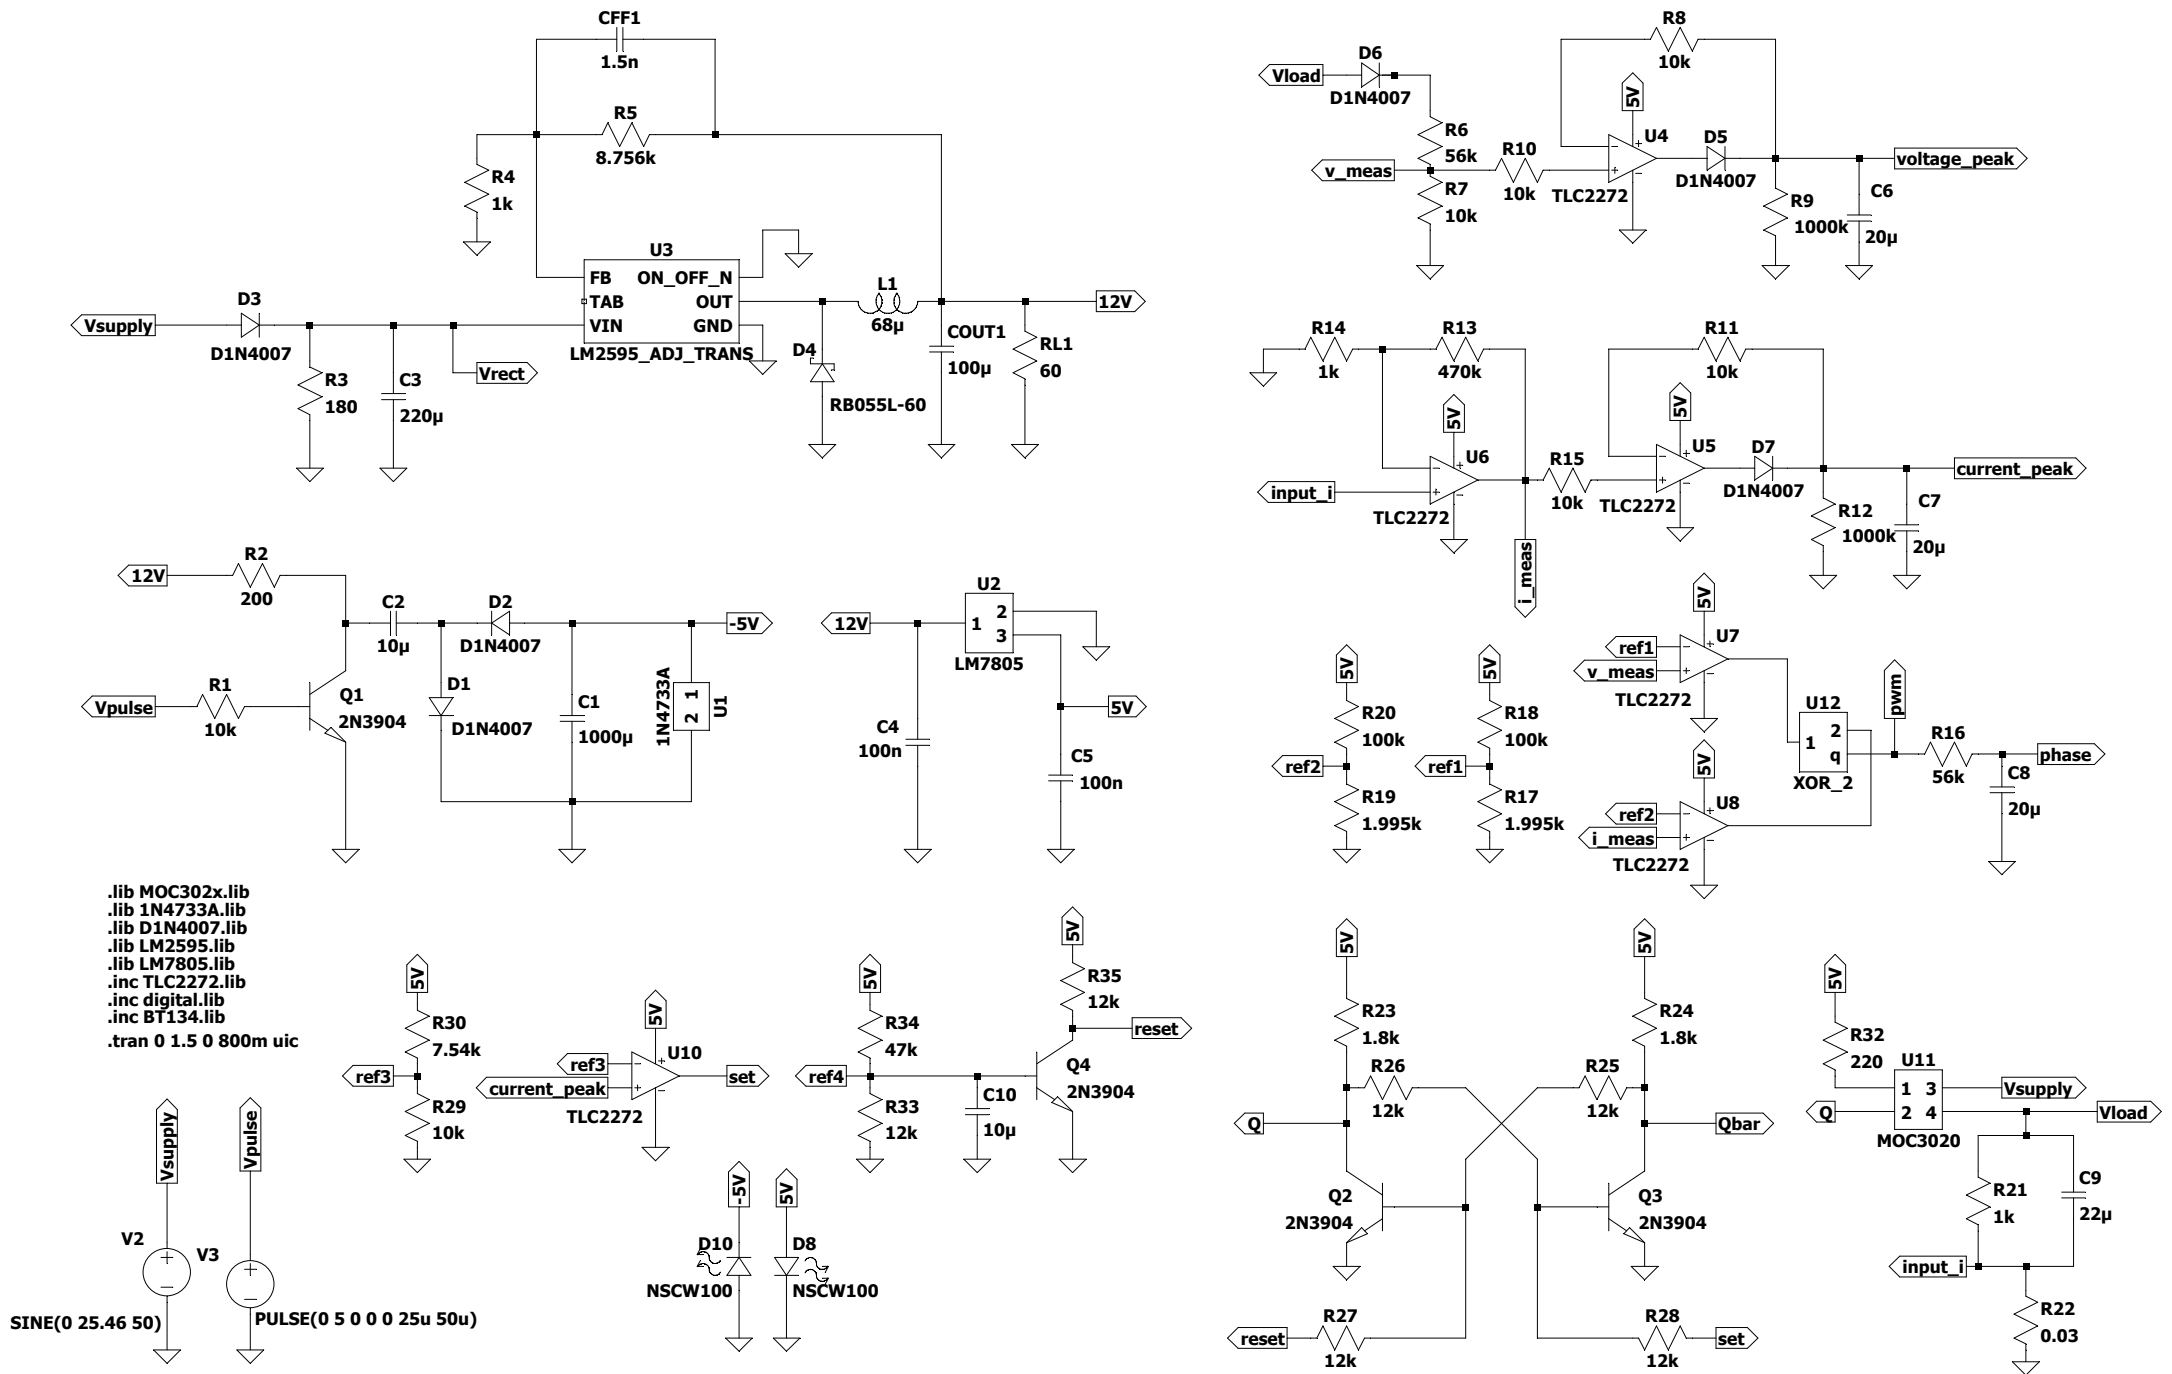 CFF1
1.5n
R5
8.756k
R4
1k
U3
FB ON_OFF_N
TAB OUT
VIN GND
LM2595_ADJ_TRANS
Vsupply
D3
D1N4007
R3
180
C3
220µ
Vrect
D4
RB055L-60
L1
68µ
COUT1
100µ
RL1
60
12V
Vload
D6
D1N4007
R6
56k
v_meas
R7
10k
R10
10k
R8
10k
5V
U4
TLC2272
D5
D1N4007
R9
1000k
C6
20µ
voltage_peak
R14
1k
R13
470k
5V
U6
TLC2272
input_i
i_meas
R15
10k
R11
10k
5V
U5
TLC2272
D7
D1N4007
R12
1000k
C7
20µ
current_peak
12V
R2
200
Vpulse
R1
10k
Q1
2N3904
C2
10µ
D2
D1N4007
D1
D1N4007
C1
1000µ
1N4733A
2 1
U1
-5V
12V
U2
1 2
3
LM7805
C4
100n
C5
100n
5V
5V
R20
100k
ref2
R19
1.995k
5V
R18
100k
ref1
R17
1.995k
5V
U7
ref1
v_meas
TLC2272
5V
U8
ref2
i_meas
TLC2272
U12
1 2
q
XOR_2
pwm
R16
56k
C8
20µ
phase
.lib MOC302x.lib
.lib 1N4733A.lib
.lib D1N4007.lib
.lib LM2595.lib
.lib LM7805.lib
.inc TLC2272.lib
.inc digital.lib
.inc BT134.lib
.tran 0 1.5 0 800m uic
Vsupply
V2
SINE(0 25.46 50)
Vpulse
V3
PULSE(0 5 0 0 0 25u 50u)
5V
R30
7.54k
ref3
R29
10k
5V
U10
ref3
current_peak
TLC2272
set
5V
R34
47k
ref4
R33
12k
C10
10µ
5V
R35
12k
reset
Q4
2N3904
-5V
D10
NSCW100
5V
D8
NSCW100
5V
R23
1.8k
R26
12k
Q
Q2
2N3904
reset
R27
12k
5V
R24
1.8k
R25
12k
Qbar
Q3
2N3904
R28
12k
set
5V
R32
220
U11
1 3
2 4
MOC3020
Q
Vsupply
Vload
R21
1k
C9
22µ
input_i
R22
0.03